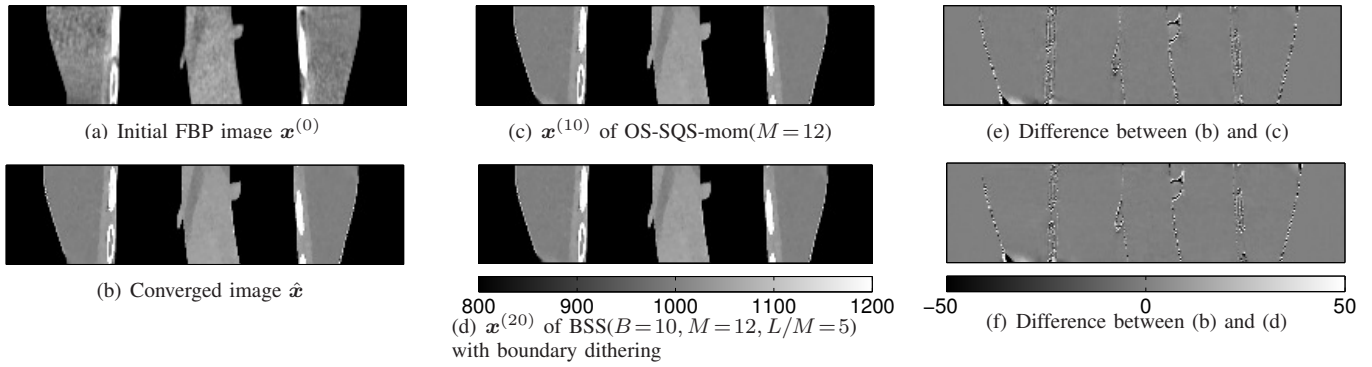 (a) Initial FBP image x^(0)
(b) Converged image x̂
(c) x^(10) of OS-SQS-mom(M=12)
800 900 1000 1100 1200
(d) x^(20) of BSS(B=10, M=12, L/M=5)
with boundary dithering
(e) Difference between (b) and (c)
−50 0 50
(f) Difference between (b) and (d)